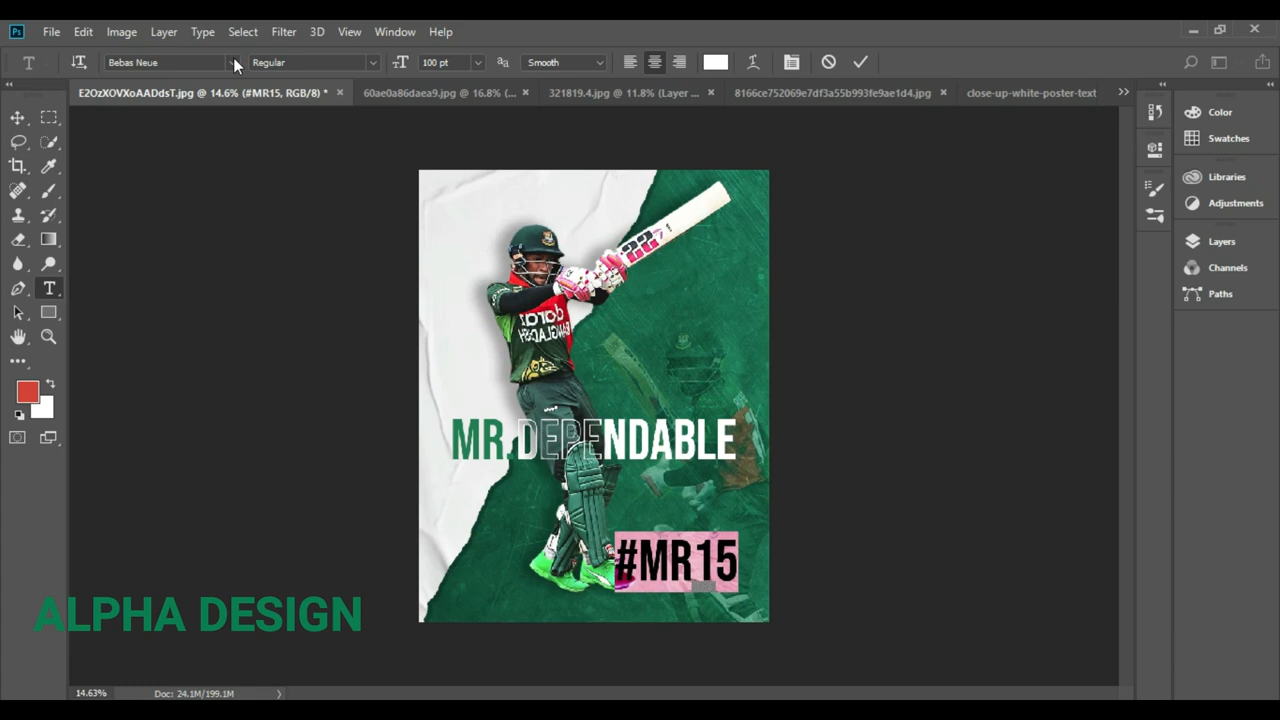 Ps File Edit Image Layer Type Select Filter 3D View Window Help
T Bebas Neue Regular 100 pt aa Smooth
E2OzXOVXoAADdsT.jpg @ 14.6% (#MR15, RGB/8) * 60ae0a86daea9.jpg @ 16.8% (... 321819.4.jpg @ 11.8% (Layer ... 8166ce752069e7df3a55b993fe9ae1d4.jpg close-up-white-poster-text
Color
Swatches
Libraries
Adjustments
Layers
Channels
Paths
MR.DEPENDABLE
#MR15
ALPHA DESIGN
14.63% Doc: 24.1M/199.1M